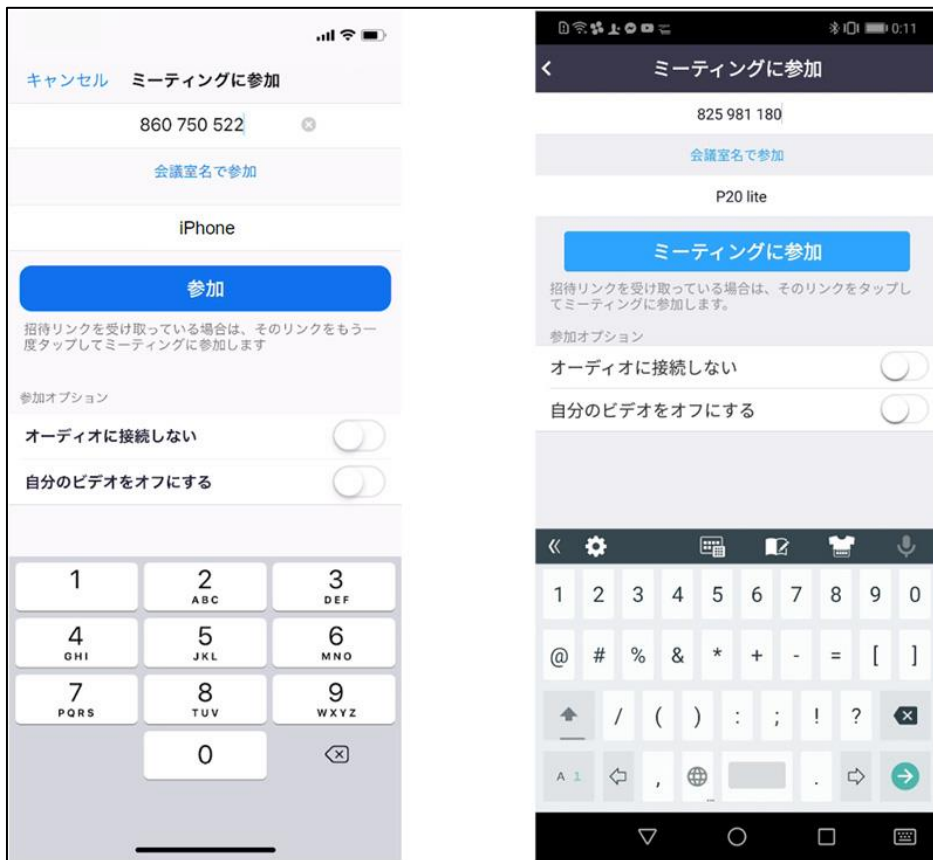 キャンセル ミーティングに参加
860 750 522
会議室名で参加
iPhone
参加
招待リンクを受け取っている場合は、そのリンクをもう一
度タップしてミーティングに参加します
参加オプション
オーディオに接続しない
自分のビデオをオフにする
1 2 3
ABC DEF
4 5 6
GHI JKL MNO
7 8 9
PQRS TUV WXYZ
0
0:11
ミーティングに参加
825 981 180
会議室名で参加
P20 lite
ミーティングに参加
招待リンクを受け取っている場合は、そのリンクをタップし
てミーティングに参加します。
参加オプション
オーディオに接続しない
自分のビデオをオフにする
1 2 3 4 5 6 7 8 9 0
@ # % & * + - = [ ]
/ ( ) : ; ! ?
A 1 , .